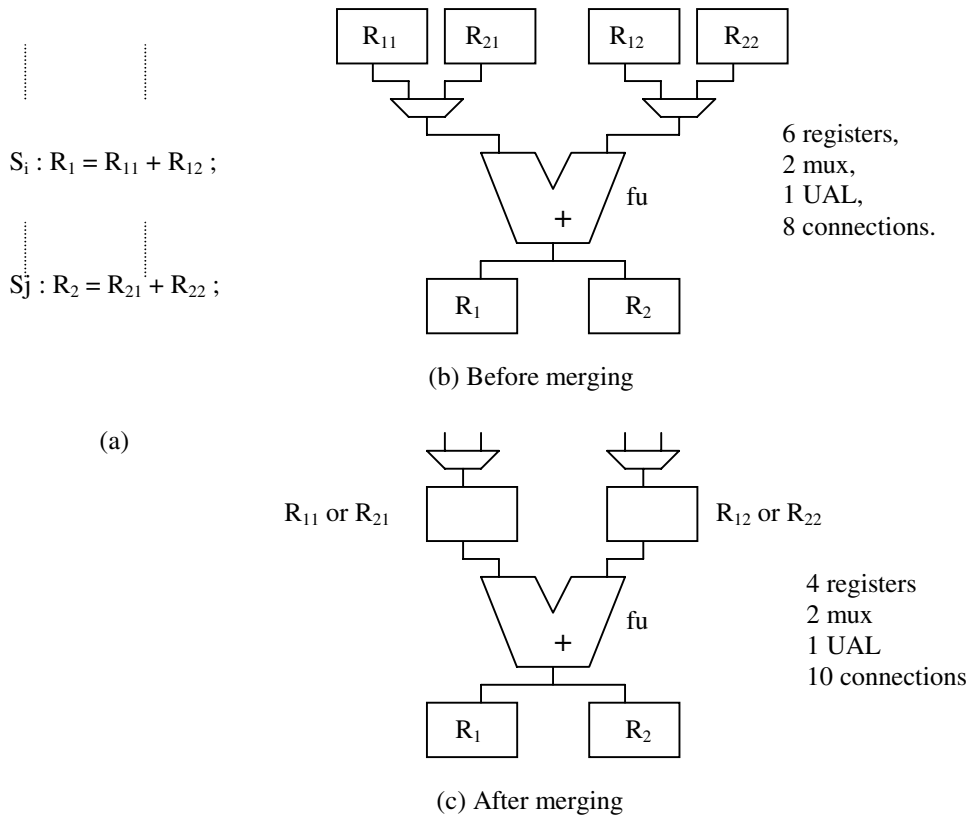 R₁₁
R₂₁
R₁₂
R₂₂
Sᵢ : R₁ = R₁₁ + R₁₂ ;
6 registers,
2 mux,
1 UAL,
8 connections.
fu
+
Sj : R₂ = R₂₁ + R₂₂ ;
R₁
R₂
(b) Before merging
(a)
R₁₁ or R₂₁
R₁₂ or R₂₂
4 registers
2 mux
1 UAL
10 connections
fu
+
R₁
R₂
(c) After merging